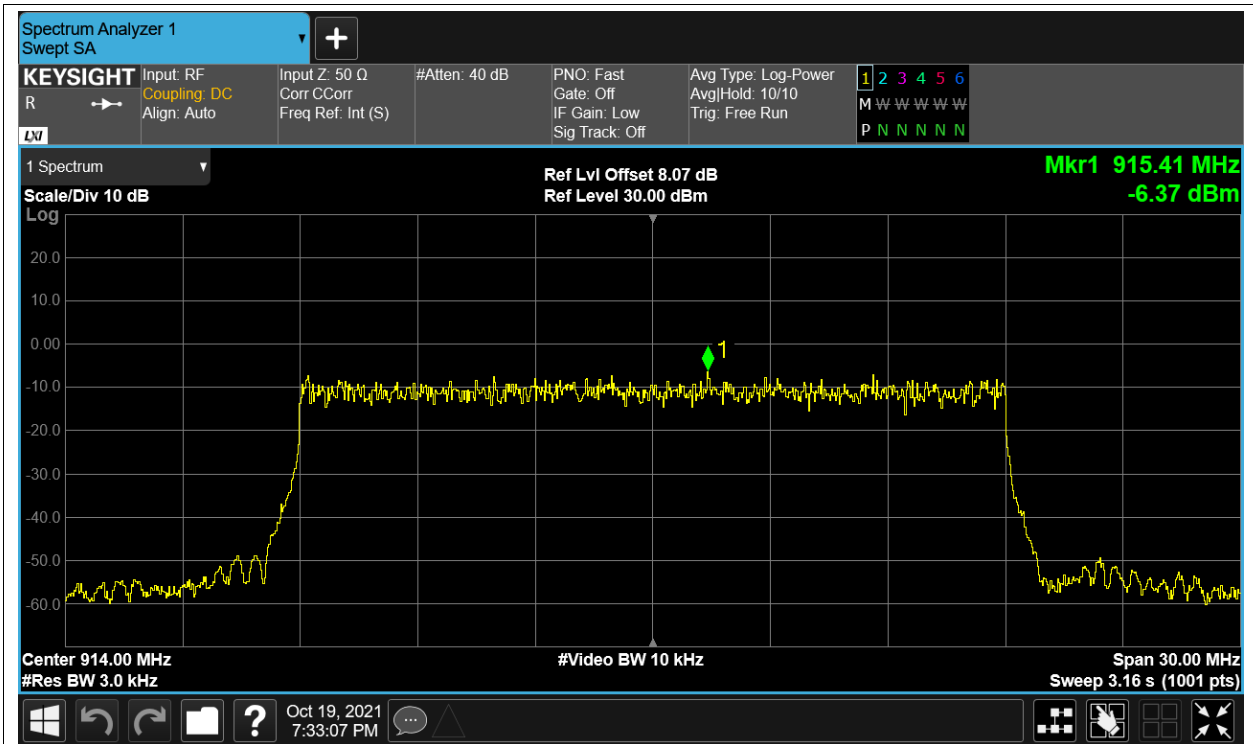 Spectrum Analyzer 1
Swept SA
KEYSIGHT
R
LXI
Input: RF
Coupling: DC
Align: Auto
Input Z: 50 Ω
Corr CCorr
Freq Ref: Int (S)
#Atten: 40 dB
PNO: Fast
Gate: Off
IF Gain: Low
Sig Track: Off
Avg Type: Log-Power
Avg|Hold: 10/10
Trig: Free Run
1 2 3 4 5 6
M W W W W W
P N N N N N
1 Spectrum
Scale/Div 10 dB
Ref Lvl Offset 8.07 dB
Ref Level 30.00 dBm
Mkr1 915.41 MHz
-6.37 dBm
Log
20.0
10.0
0.00
-10.0
-20.0
-30.0
-40.0
-50.0
-60.0
1
Center 914.00 MHz
#Res BW 3.0 kHz
#Video BW 10 kHz
Span 30.00 MHz
Sweep 3.16 s (1001 pts)
?
Oct 19, 2021
7:33:07 PM